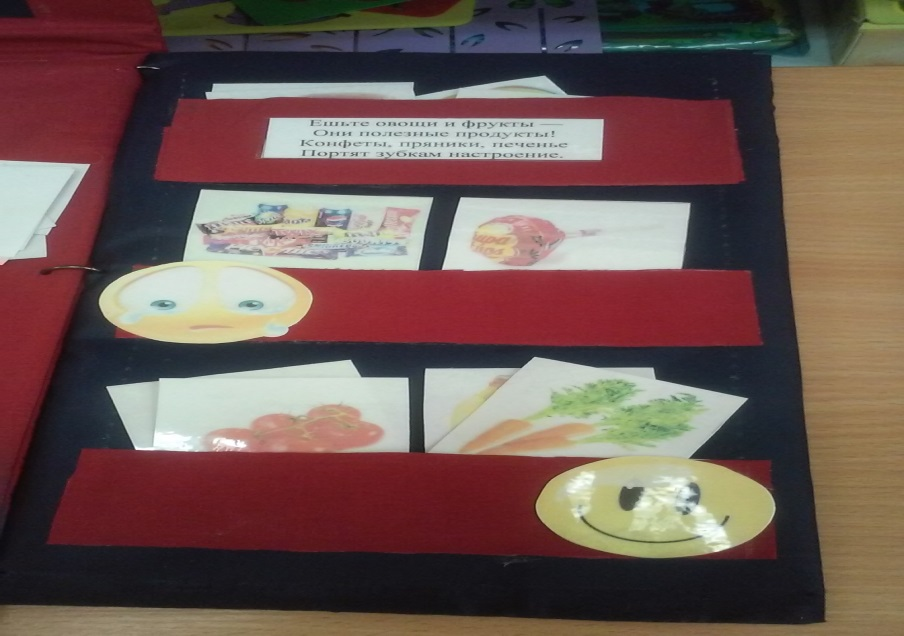 Ешьте овощи и фрукты —
Они полезные продукты!
Конфеты, пряники, печенье
Портят зубкам настроение.